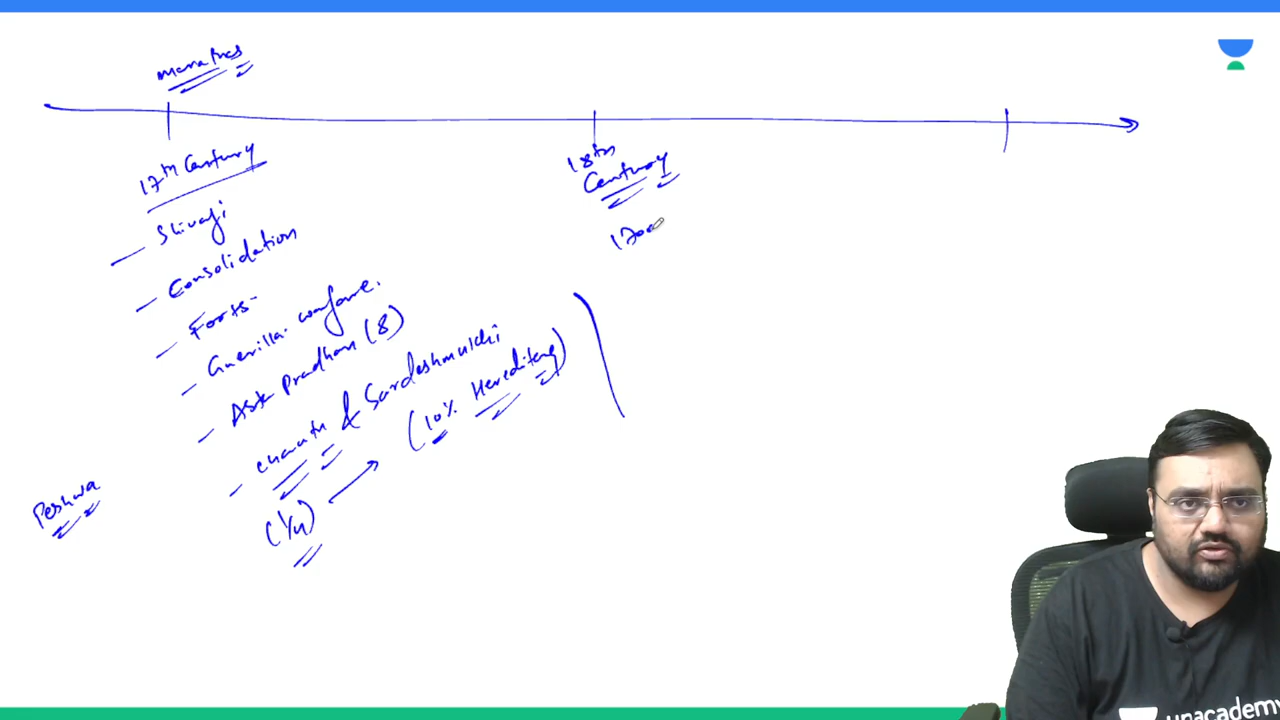 Marathas
17th Century
18th
Century
1700
- Shivaji
- Consolidation
- Forts-
- Guerilla warfare.
- Ast Pradhan (8)
- chauth & Sardeshmukhi
(1/4) → (10% Hereditary)
Peshwa
unacademy